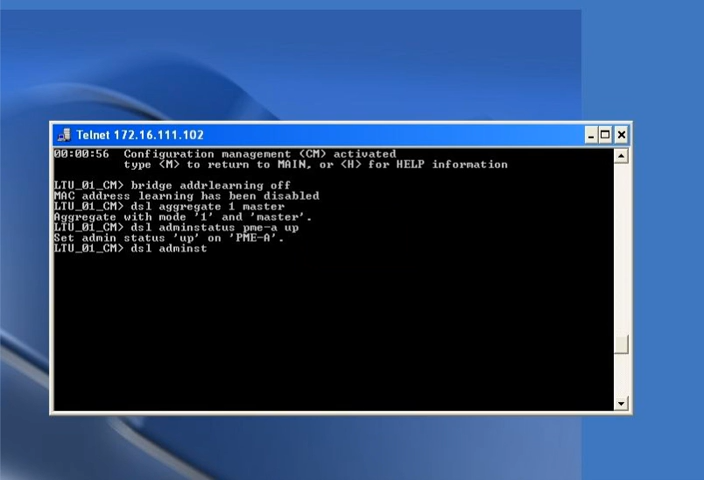 Telnet 172.16.111.102
00:00:56 Configuration management (CM) activated
type <M> to return to MAIN, or <H> for HELP information
LTU_01_CM> bridge addrlearning off
MAC address learning has been disabled
LTU_01_CM> dsl aggregate 1 master
Aggregate with mode '1' and 'master'.
LTU_01_CM> dsl adminstatus pme-a up
Set admin status 'up' on 'PME-A'.
LTU_01_CM> dsl adminst